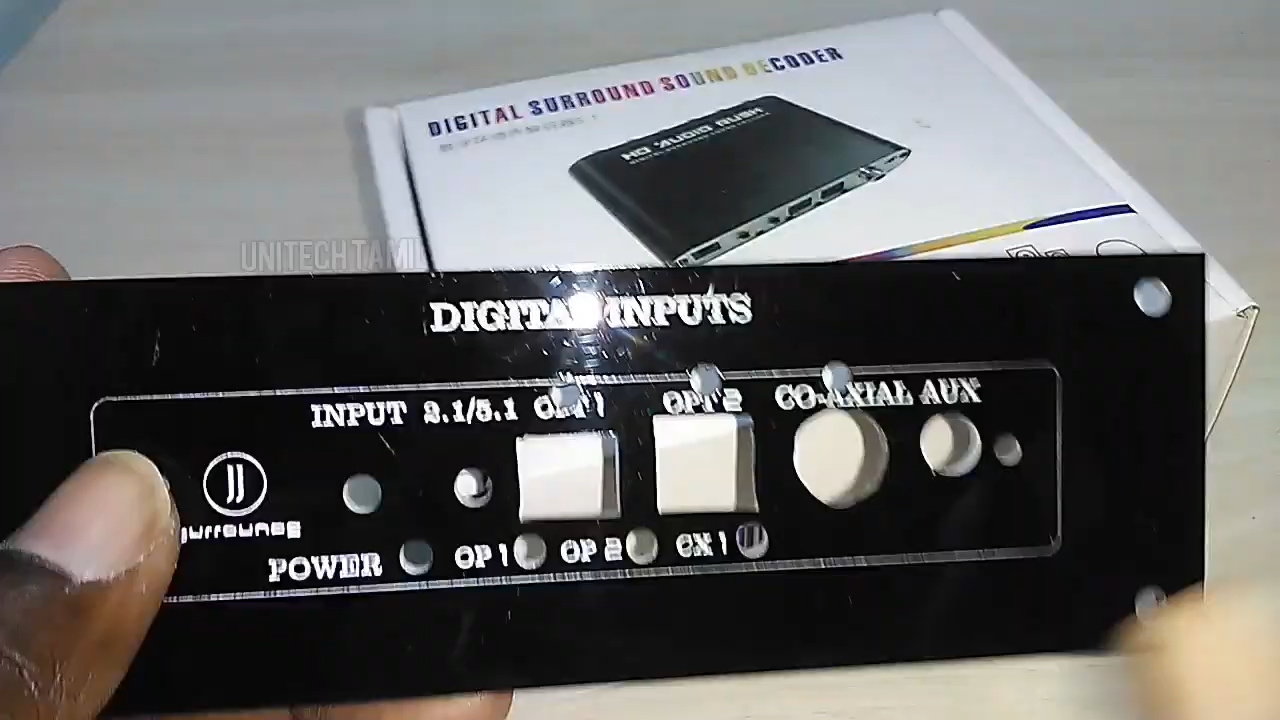 DIGITAL SURROUND SOUND DECODER
HD AUDIO RUSH
UNITECHTAMIL
DIGITAL INPUTS
INPUT 2.1/5.1 OPT 1 OPT 2 CO-AXIAL AUX
POWER OP 1 OP 2 CX 1